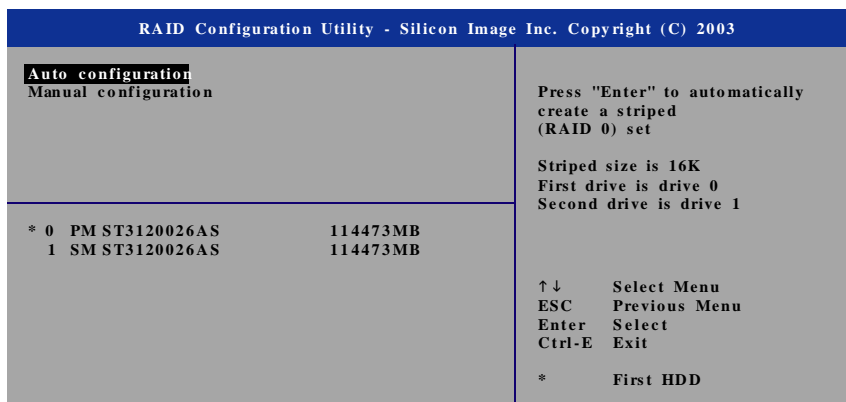 RAID Configuration Utility - Silicon Image Inc. Copyright (C) 2003
Auto configuration
Manual configuration
Press "Enter" to automatically
create a striped
(RAID 0) set
Striped size is 16K
First drive is drive 0
Second drive is drive 1
* 0 PM ST3120026AS 114473MB
1 SM ST3120026AS 114473MB
↑↓ Select Menu
ESC Previous Menu
Enter Select
Ctrl-E Exit
* First HDD